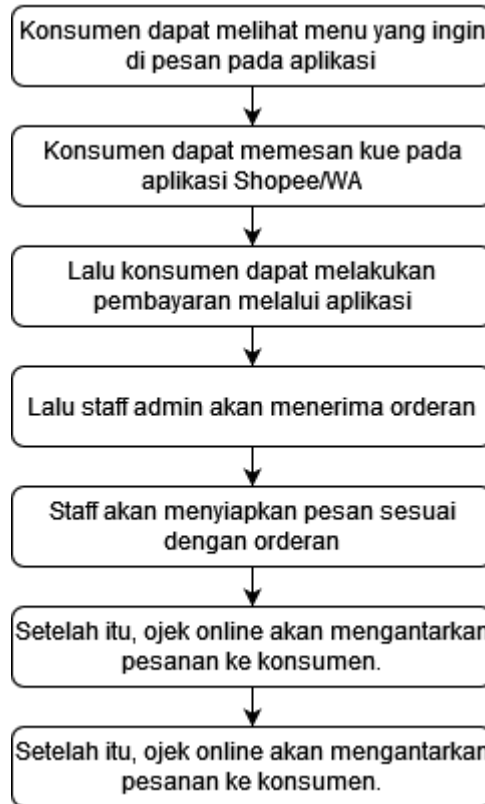 Konsumen dapat melihat menu yang ingin
di pesan pada aplikasi
Konsumen dapat memesan kue pada
aplikasi Shopee/WA
Lalu konsumen dapat melakukan
pembayaran melalui aplikasi
Lalu staff admin akan menerima orderan
Staff akan menyiapkan pesan sesuai
dengan orderan
Setelah itu, ojek online akan mengantarkan
pesanan ke konsumen.
Setelah itu, ojek online akan mengantarkan
pesanan ke konsumen.